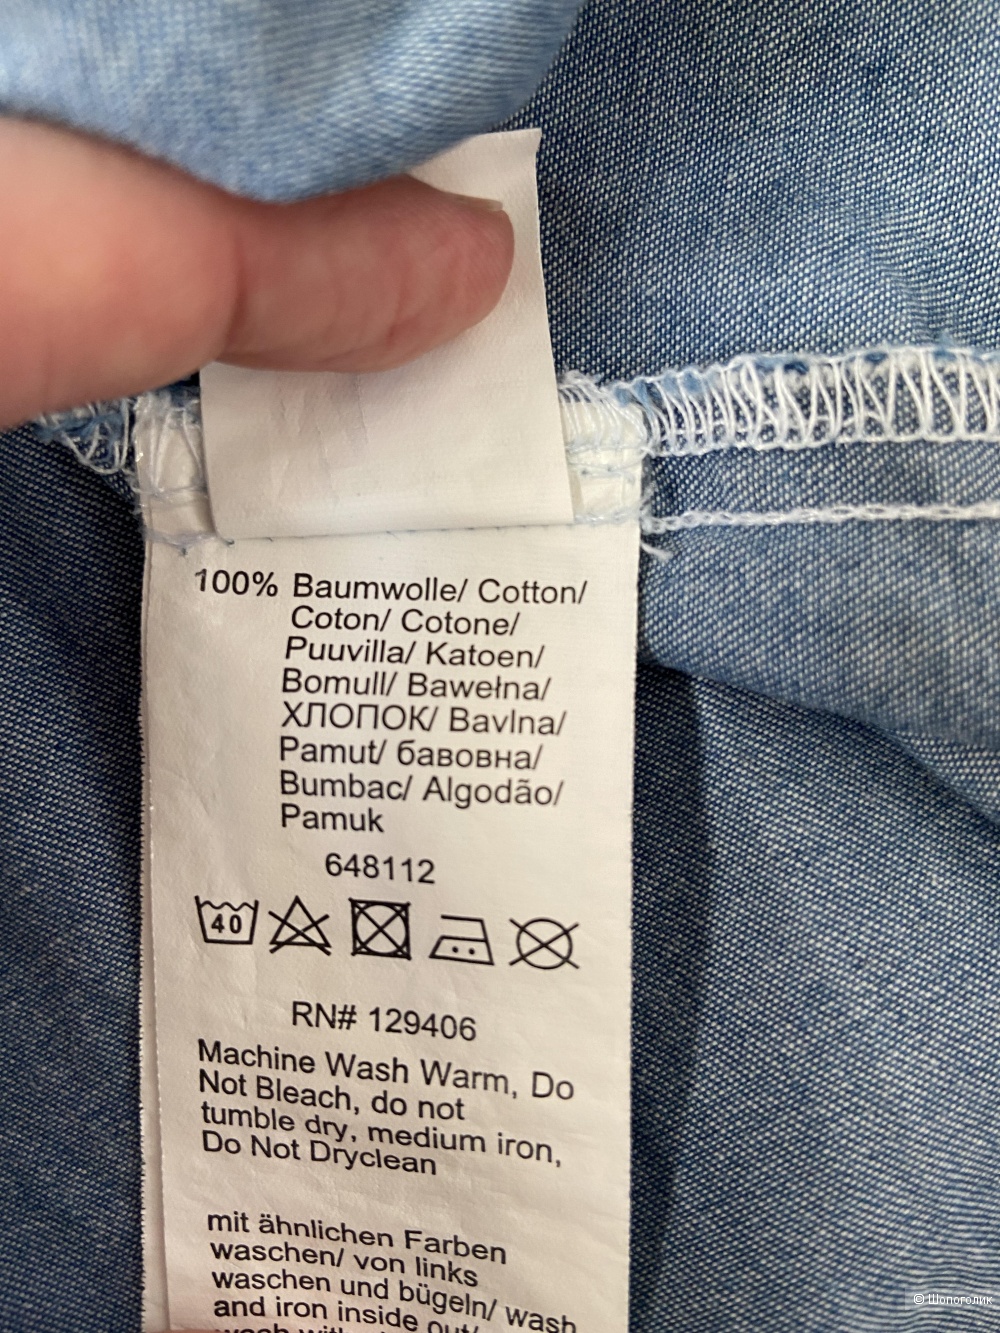 100% Baumwolle/ Cotton/
Coton/ Cotone/
Puuvilla/ Katoen/
Bomull/ Bawełna/
ХЛОПОК/ Bavlna/
Pamut/ бавовна/
Bumbac/ Algodão/
Pamuk
648112
40
RN# 129406
Machine Wash Warm, Do
Not Bleach, do not
tumble dry, medium iron,
Do Not Dryclean
mit ähnlichen Farben
waschen/ von links
waschen und bügeln/ wash
and iron inside out/
wash with
© Шопоголик